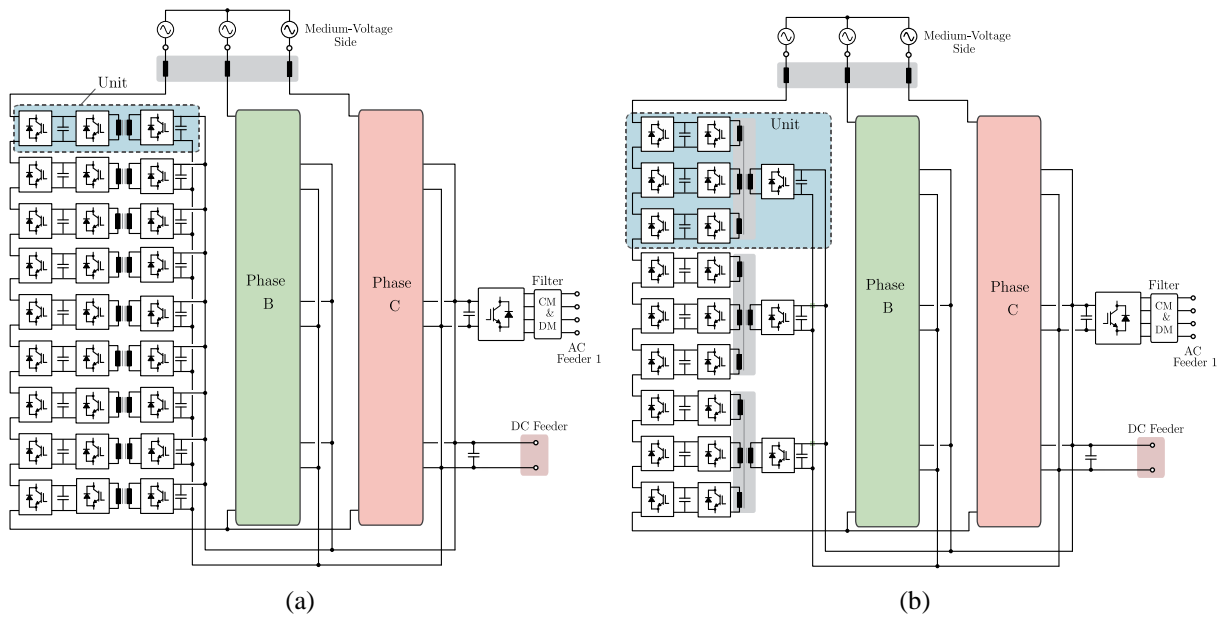 Medium-Voltage
Side
Unit
Phase
B
Phase
C
Filter
CM
&
DM
AC
Feeder 1
DC Feeder
(a)
Medium-Voltage
Side
Unit
Phase
B
Phase
C
Filter
CM
&
DM
AC
Feeder 1
DC Feeder
(b)